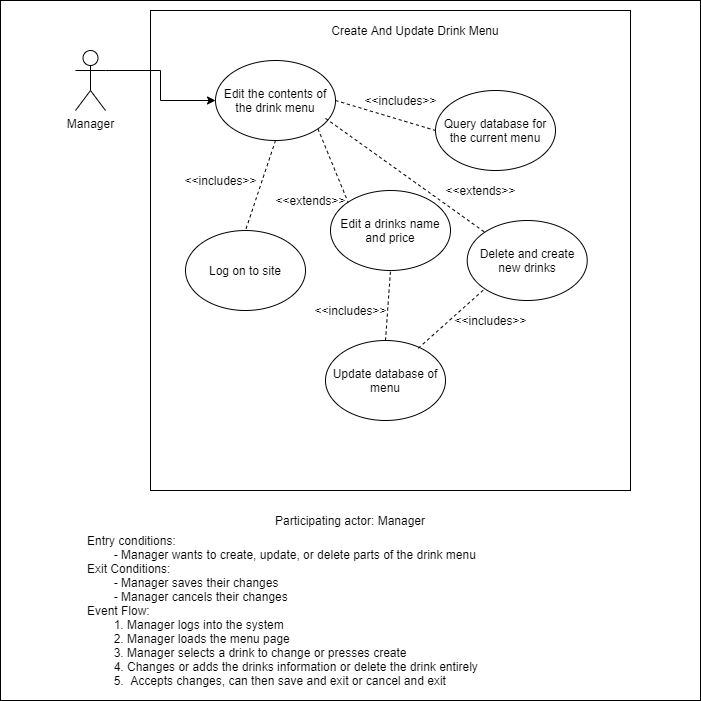 Create And Update Drink Menu
Edit the contents of
the drink menu
<<includes>>
Query database for
the current menu
Manager
<<includes>>
<<extends>>
<<extends>>
Edit a drinks name
and price
Log on to site
Delete and create
new drinks
<<includes>>
<<includes>>
Update database of
menu
Participating actor: Manager
Entry conditions:
- Manager wants to create, update, or delete parts of the drink menu
Exit Conditions:
- Manager saves their changes
- Manager cancels their changes
Event Flow:
1. Manager logs into the system
2. Manager loads the menu page
3. Manager selects a drink to change or presses create
4. Changes or adds the drinks information or delete the drink entirely
5. Accepts changes, can then save and exit or cancel and exit